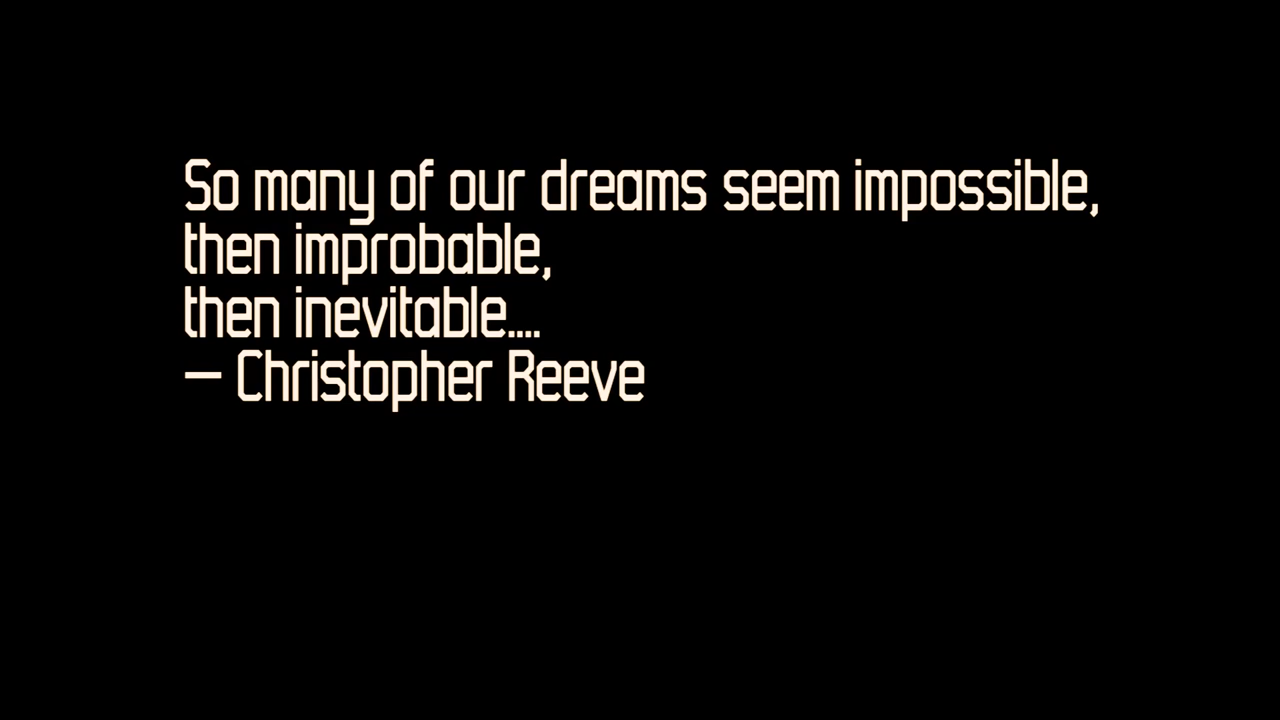 So many of our dreams seem impossible,
then improbable,
then inevitable....
— Christopher Reeve